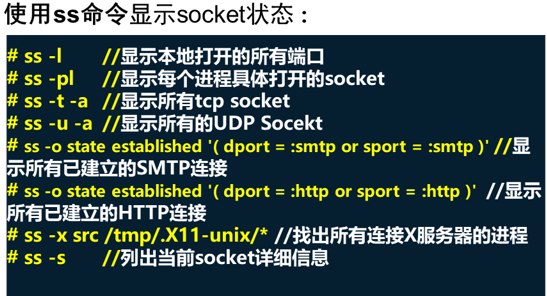 使用ss命令显示socket状态：
# ss -l //显示本地打开的所有端口
# ss -pl //显示每个进程具体打开的socket
# ss -t -a //显示所有tcp socket
# ss -u -a //显示所有的UDP Socekt
# ss -o state established '( dport = :smtp or sport = :smtp )' //显
示所有已建立的SMTP连接
# ss -o state established '( dport = :http or sport = :http )' //显示
所有已建立的HTTP连接
# ss -x src /tmp/.X11-unix/* //找出所有连接X服务器的进程
# ss -s //列出当前socket详细信息